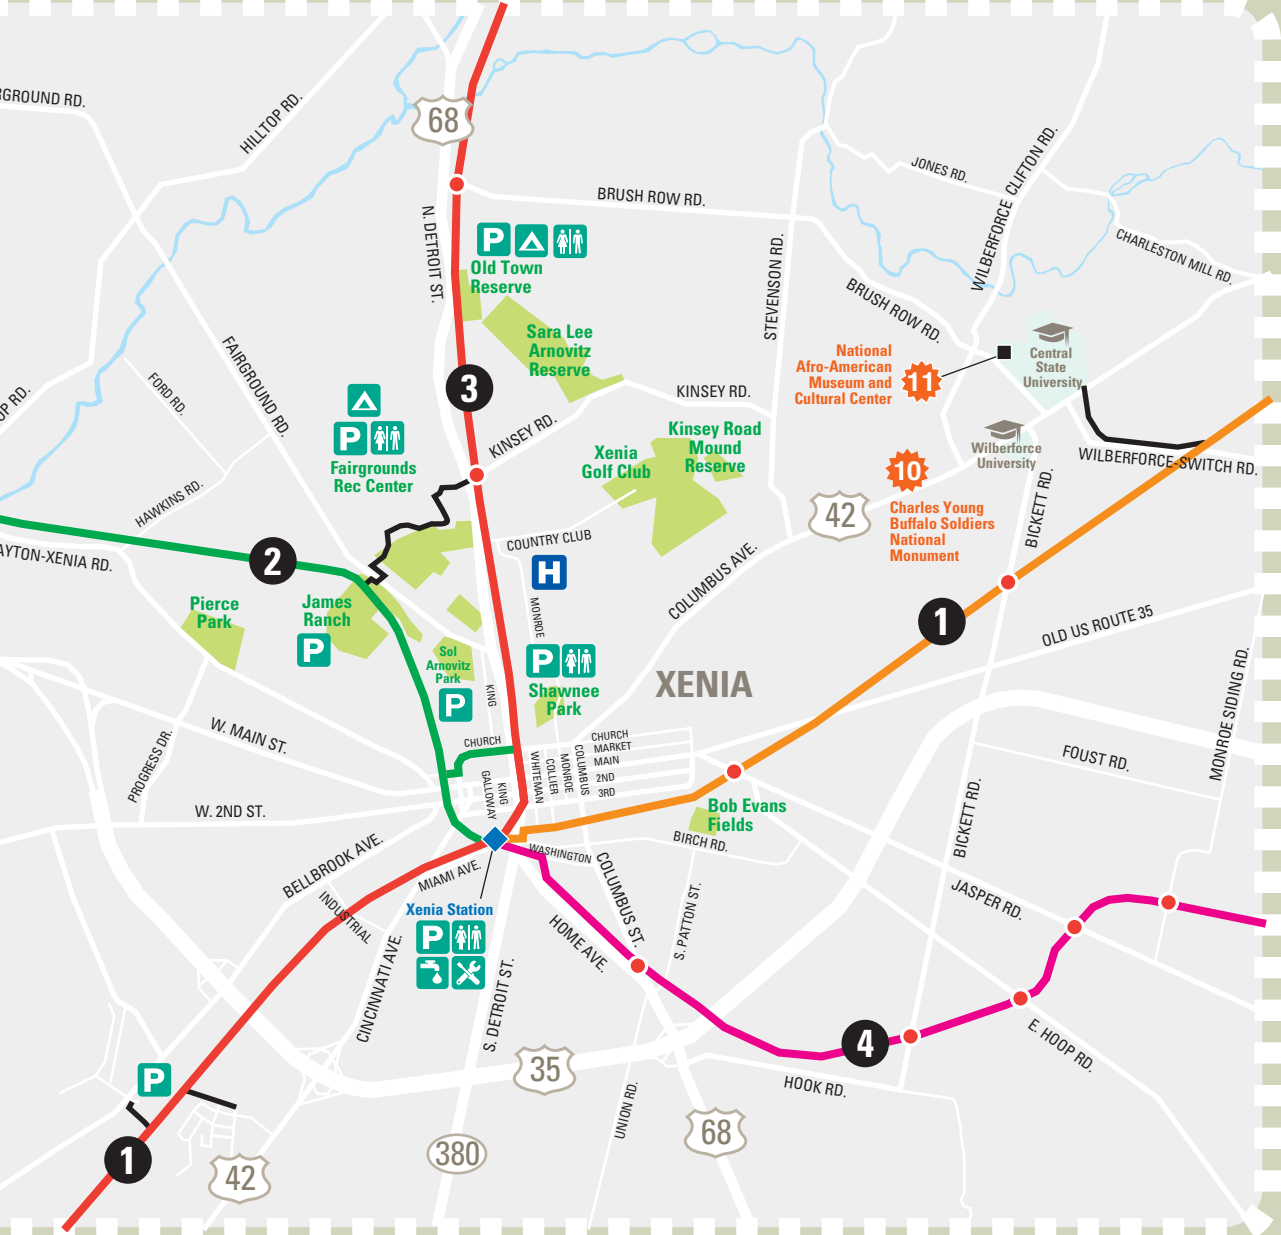 RGROUND RD.
HILLTOP RD.
68
BRUSH ROW RD.
JONES RD.
WILBERFORCE CLIFTON RD.
CHARLESTON MILL RD.
N. DETROIT ST.
P
Old Town
Reserve
STEVENSON RD.
BRUSH ROW RD.
Sara Lee
Arnovitz
Reserve
National
Afro-American
Museum and
Cultural Center
11
Central
State
University
FAIRGROUND RD.
FORD RD.
OP RD.
3
KINSEY RD.
KINSEY RD.
P
Fairgrounds
Rec Center
Xenia
Golf Club
Kinsey Road
Mound
Reserve
Wilberforce
University
WILBERFORCE-SWITCH RD.
10
Charles Young
Buffalo Soldiers
National
Monument
42
BICKETT RD.
HAWKINS RD.
AYTON-XENIA RD.
2
COUNTRY CLUB
H
MONROE
COLUMBUS AVE.
Pierce
Park
James
Ranch
P
1
OLD US ROUTE 35
Sol
Arnovitz
Park
P
P
Shawnee
Park
XENIA
KING
MONROE SIDING RD.
W. MAIN ST.
PROGRESS DR.
CHURCH
CHURCH
MARKET
MAIN
2ND
3RD
WHITEMAN
COLLIER
MONROE
COLUMBUS
GALLOWAY
KING
FOUST RD.
W. 2ND ST.
Bob Evans
Fields
BIRCH RD.
BICKETT RD.
BELLBROOK AVE.
MIAMI AVE.
WASHINGTON
COLUMBUS ST.
INDUSTRIAL
Xenia Station
P
JASPER RD.
S. PATTON ST.
HOME AVE.
CINCINNATI AVE.
S. DETROIT ST.
4
E. HOOP RD.
P
35
HOOK RD.
UNION RD.
68
380
1
42